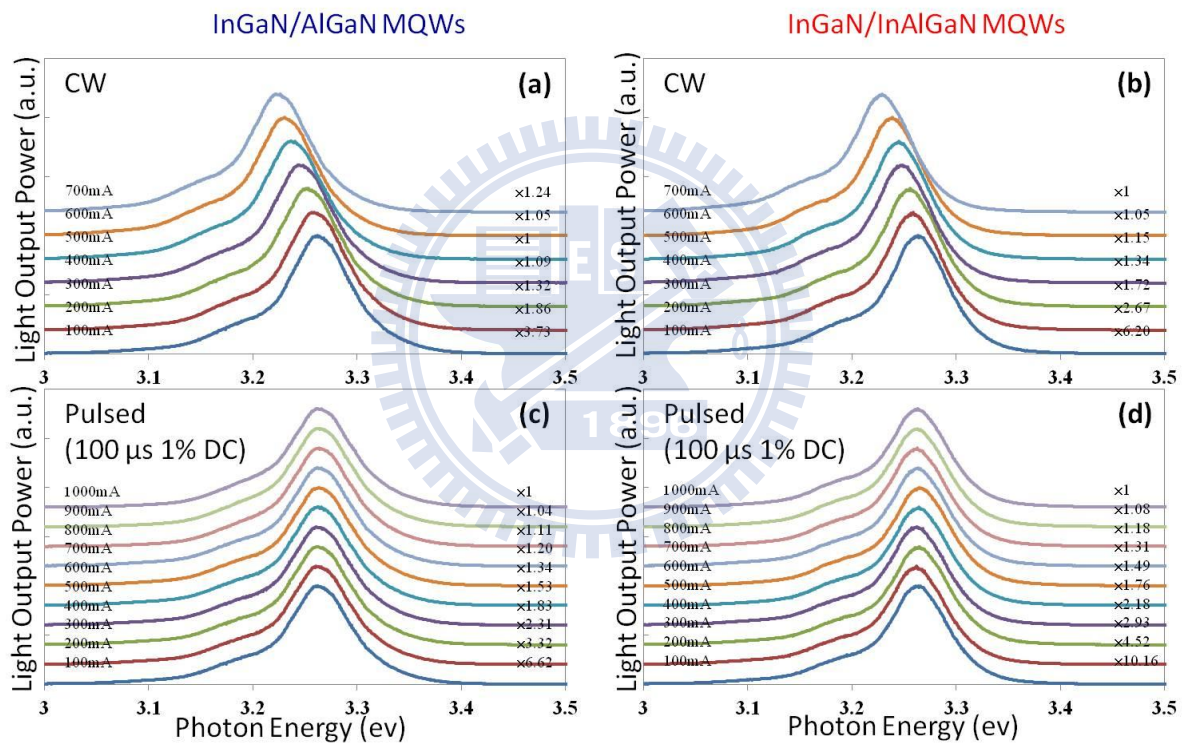 InGaN/AlGaN MQWs
InGaN/InAlGaN MQWs
Light Output Power (a.u.)
CW
(a)
700mA
600mA
500mA
400mA
300mA
200mA
100mA
×1.24
×1.05
×1
×1.09
×1.32
×1.86
×3.73
3
3.1
3.2
3.3
3.4
3.5
Light Output Power (a.u.)
CW
(b)
700mA
600mA
500mA
400mA
300mA
200mA
100mA
×1
×1.05
×1.15
×1.34
×1.72
×2.67
×6.20
3
3.1
3.2
3.3
3.4
3.5
Light Output Power (a.u.)
Pulsed
(100 μs 1% DC)
(c)
1000mA
900mA
800mA
700mA
600mA
500mA
400mA
300mA
200mA
100mA
×1
×1.04
×1.11
×1.20
×1.34
×1.53
×1.83
×2.31
×3.32
×6.62
3
3.1
3.2
3.3
3.4
3.5
Photon Energy (ev)
Light Output Power (a.u.)
Pulsed
(100 μs 1% DC)
(d)
1000mA
900mA
800mA
700mA
600mA
500mA
400mA
300mA
200mA
100mA
×1
×1.08
×1.18
×1.31
×1.49
×1.76
×2.18
×2.93
×4.52
×10.16
3
3.1
3.2
3.3
3.4
3.5
Photon Energy (ev)
1896